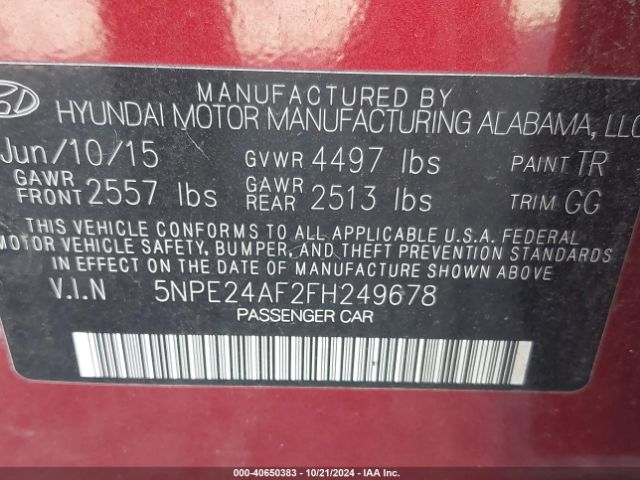 MANUFACTURED BY
HYUNDAI MOTOR MANUFACTURING ALABAMA, LLC
Jun/10/15 GVWR 4497 lbs PAINT TR
GAWR FRONT 2557 lbs GAWR REAR 2513 lbs TRIM GG
THIS VEHICLE CONFORMS TO ALL APPLICABLE U.S.A. FEDERAL
MOTOR VEHICLE SAFETY, BUMPER, AND THEFT PREVENTION STANDARDS
IN EFFECT ON THE DATE OF MANUFACTURE SHOWN ABOVE
V.I.N 5NPE24AF2FH249678
PASSENGER CAR
000-40650383 - 10/21/2024 - IAAI.COM